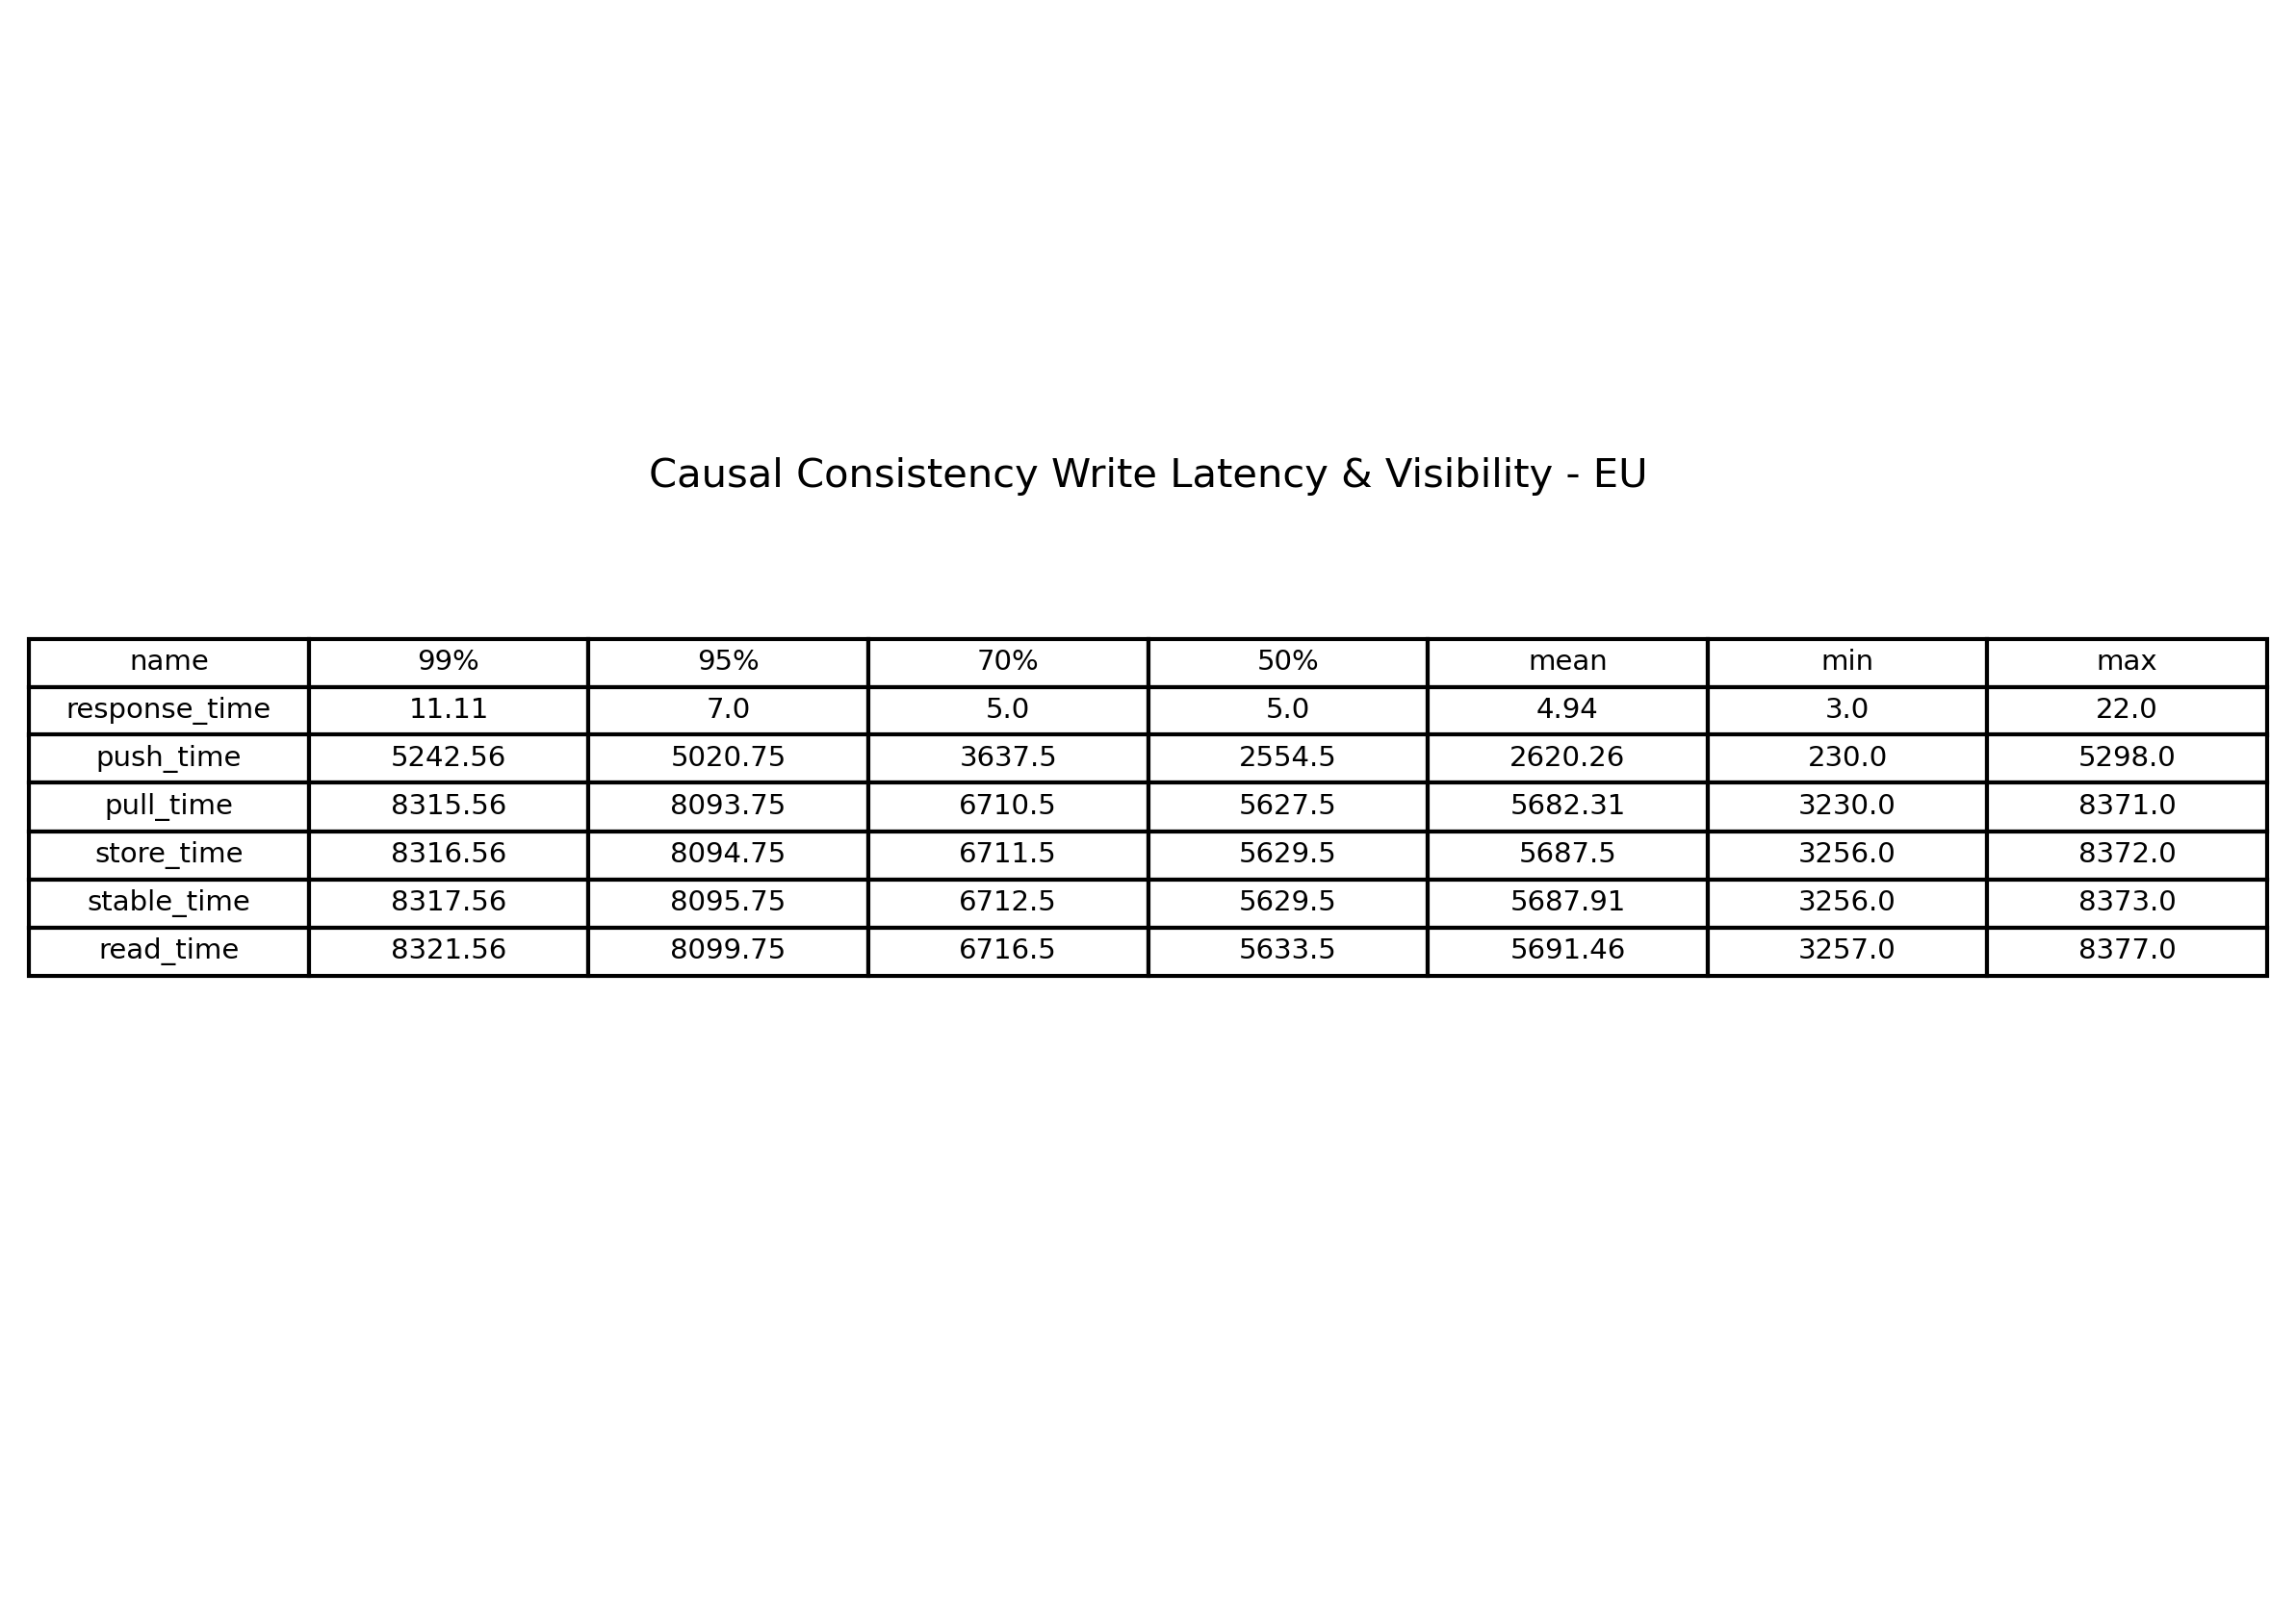 Causal Consistency Write Latency & Visibility - EU
name 99% 95% 70% 50% mean min max
response_time 11.11 7.0 5.0 5.0 4.94 3.0 22.0
push_time 5242.56 5020.75 3637.5 2554.5 2620.26 230.0 5298.0
pull_time 8315.56 8093.75 6710.5 5627.5 5682.31 3230.0 8371.0
store_time 8316.56 8094.75 6711.5 5629.5 5687.5 3256.0 8372.0
stable_time 8317.56 8095.75 6712.5 5629.5 5687.91 3256.0 8373.0
read_time 8321.56 8099.75 6716.5 5633.5 5691.46 3257.0 8377.0